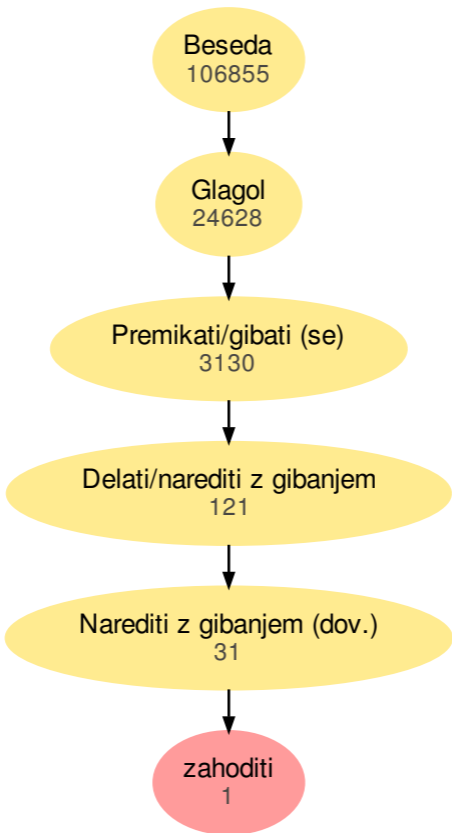 Beseda
106855
Glagol
24628
Premikati/gibati (se)
3130
Delati/narediti z gibanjem
121
Narediti z gibanjem (dov.)
31
zahoditi
1